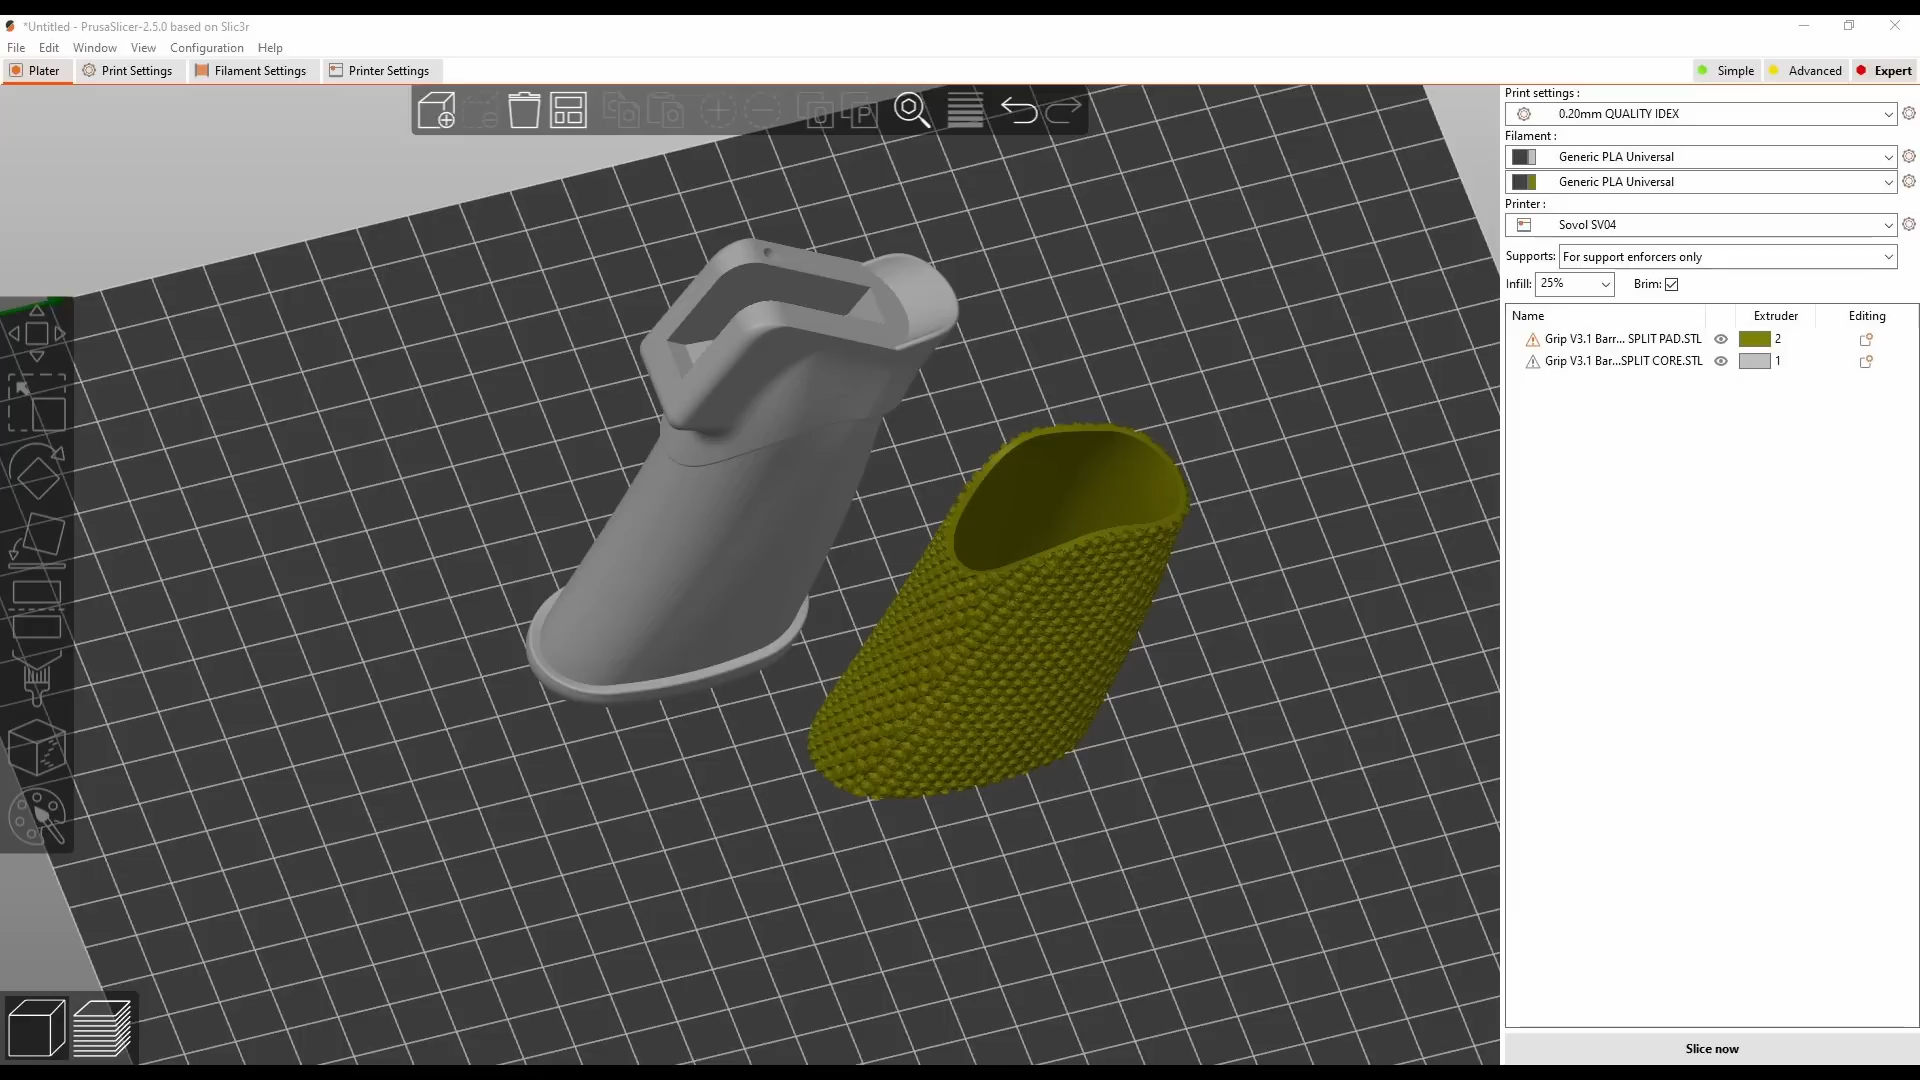 *Untitled - PrusaSlicer-2.5.0 based on Slic3r
File Edit Window View Configuration Help
Plater Print Settings Filament Settings Printer Settings Simple Advanced Expert
Print settings :
0.20mm QUALITY IDEX
Filament :
Generic PLA Universal
Generic PLA Universal
Printer :
Sovol SV04
Supports: For support enforcers only
Infill: 25% Brim:
Name Extruder Editing
Grip V3.1 Barr... SPLIT PAD.STL 2
Grip V3.1 Bar...SPLIT CORE.STL 1
Slice now